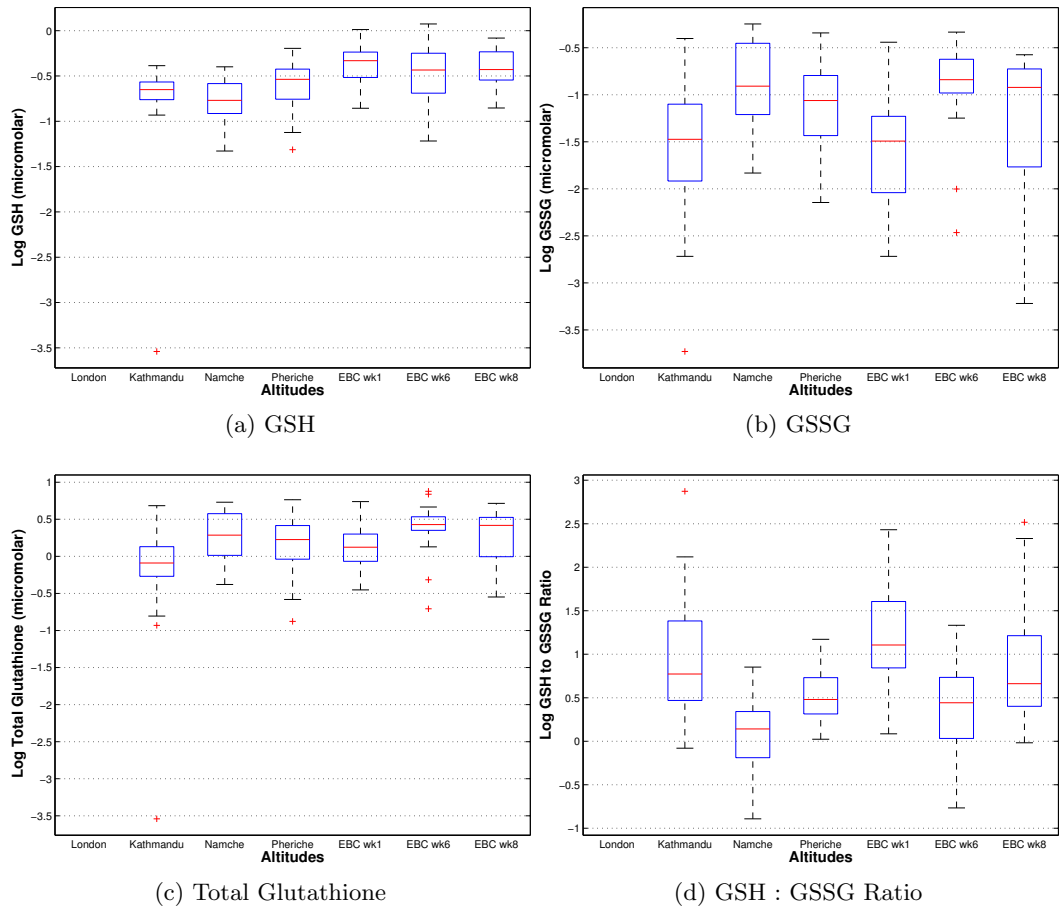 0
−0.5
−1
−1.5
−2
−2.5
−3
−3.5
Log GSH (micromolar)
London Kathmandu Namche Pheriche EBC wk1 EBC wk6 EBC wk8
Altitudes
(a) GSH
−0.5
−1
−1.5
−2
−2.5
−3
−3.5
Log GSSG (micromolar)
London Kathmandu Namche Pheriche EBC wk1 EBC wk6 EBC wk8
Altitudes
(b) GSSG
1
0.5
0
−0.5
−1
−1.5
−2
−2.5
−3
−3.5
Log Total Glutathione (micromolar)
London Kathmandu Namche Pheriche EBC wk1 EBC wk6 EBC wk8
Altitudes
(c) Total Glutathione
3
2.5
2
1.5
1
0.5
0
−0.5
−1
Log GSH to GSSG Ratio
London Kathmandu Namche Pheriche EBC wk1 EBC wk6 EBC wk8
Altitudes
(d) GSH : GSSG Ratio